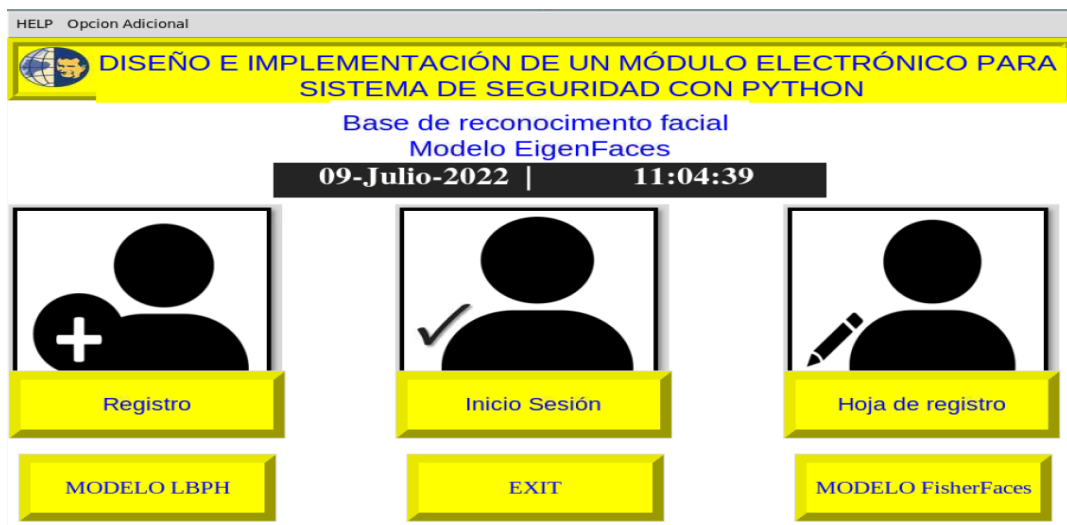 HELP Opcion Adicional
DISEÑO E IMPLEMENTACIÓN DE UN MÓDULO ELECTRÓNICO PARA
SISTEMA DE SEGURIDAD CON PYTHON
Base de reconocimento facial
Modelo EigenFaces
09-Julio-2022 | 11:04:39
Registro
Inicio Sesión
Hoja de registro
MODELO LBPH
EXIT
MODELO FisherFaces